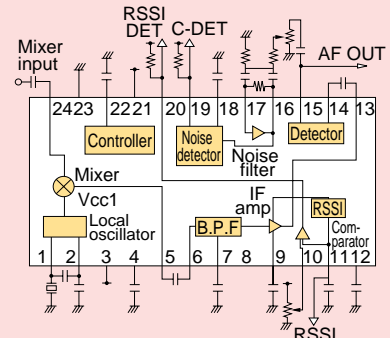 RSSI
DET
C-DET
Mixer
input
AF OUT
24 23 22 21 20 19 18 17 16 15 14 13
Controller
Noise
detector
Detector
Noise
filter
Mixer
Vcc1
IF
amp
RSSI
Local
oscillator
B.P.F
Com-
parator
1 2 3 4 5 6 7 8 9 10 11 12
RSSI